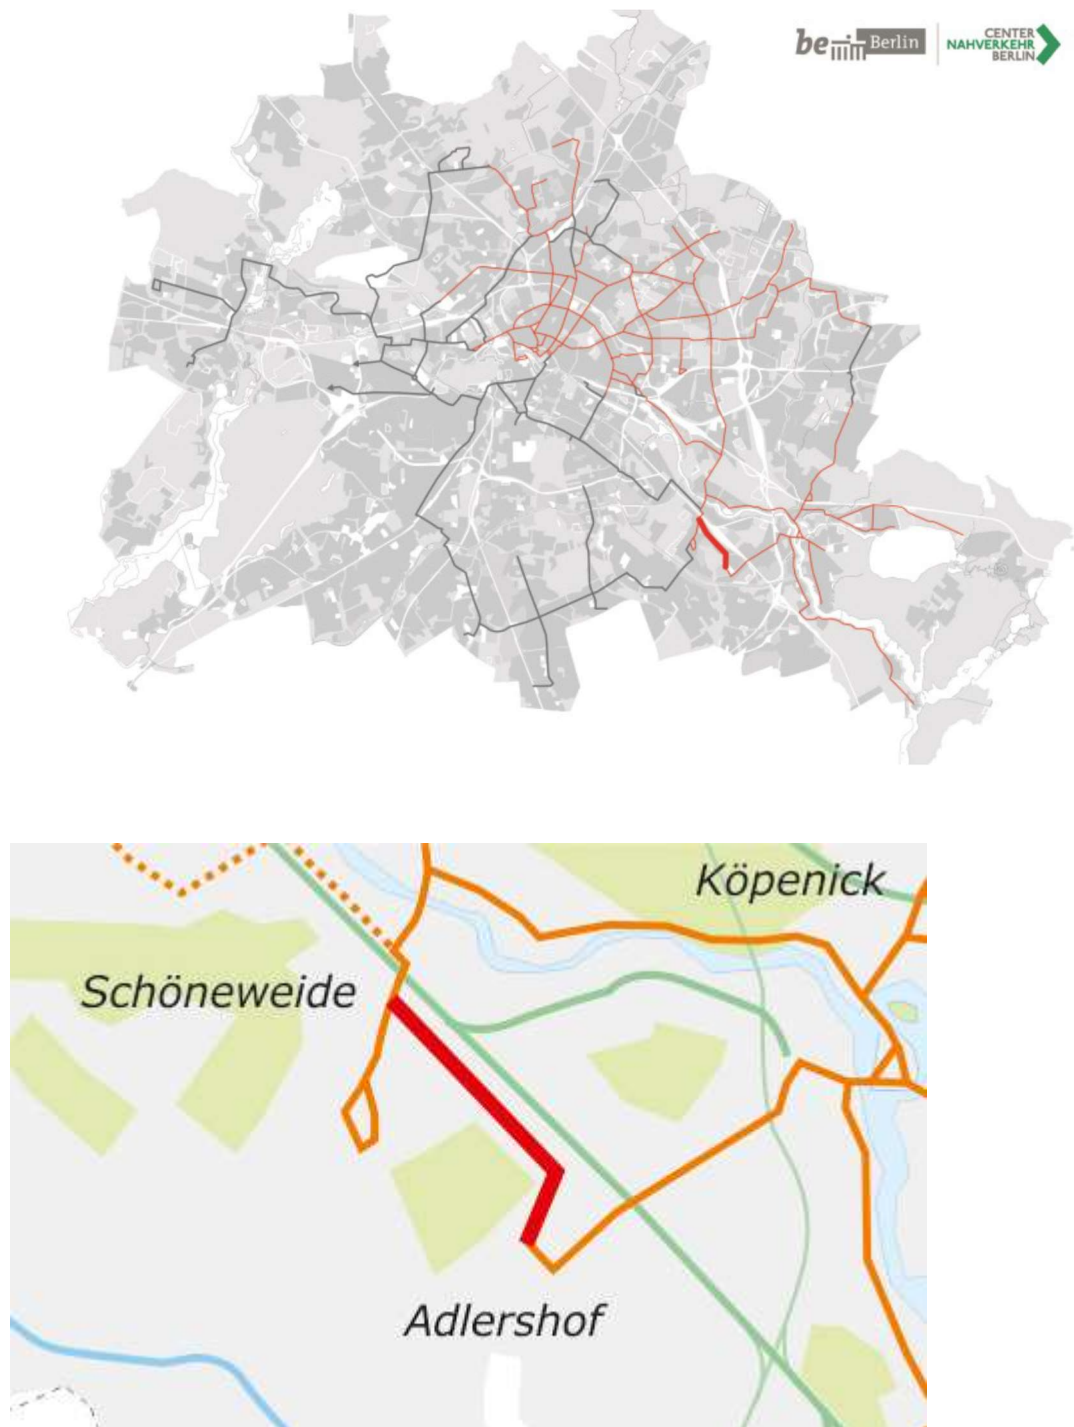 be Berlin
CENTER
NAHVERKEHR
BERLIN
Köpenick
Schöneweide
Adlershof